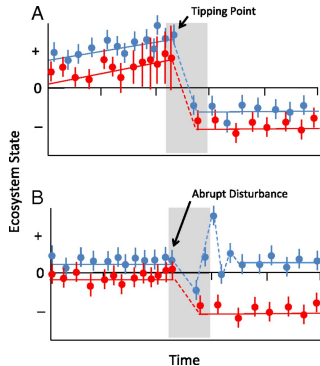 A
Tipping Point
+
0
−
Ecosystem State
B
Abrupt Disturbance
+
0
−
Time